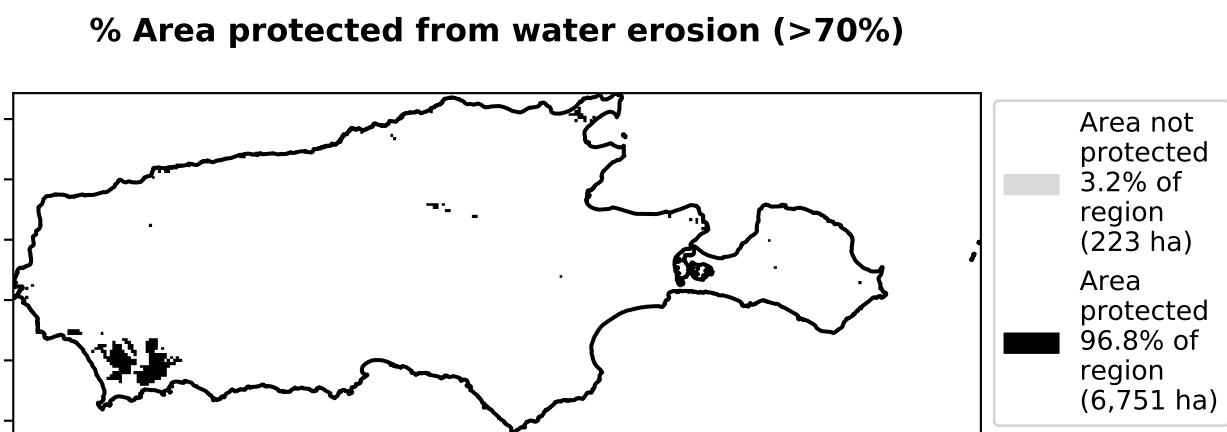 % Area protected from water erosion (>70%)
Area not
protected
3.2% of
region
(223 ha)
Area
protected
96.8% of
region
(6,751 ha)